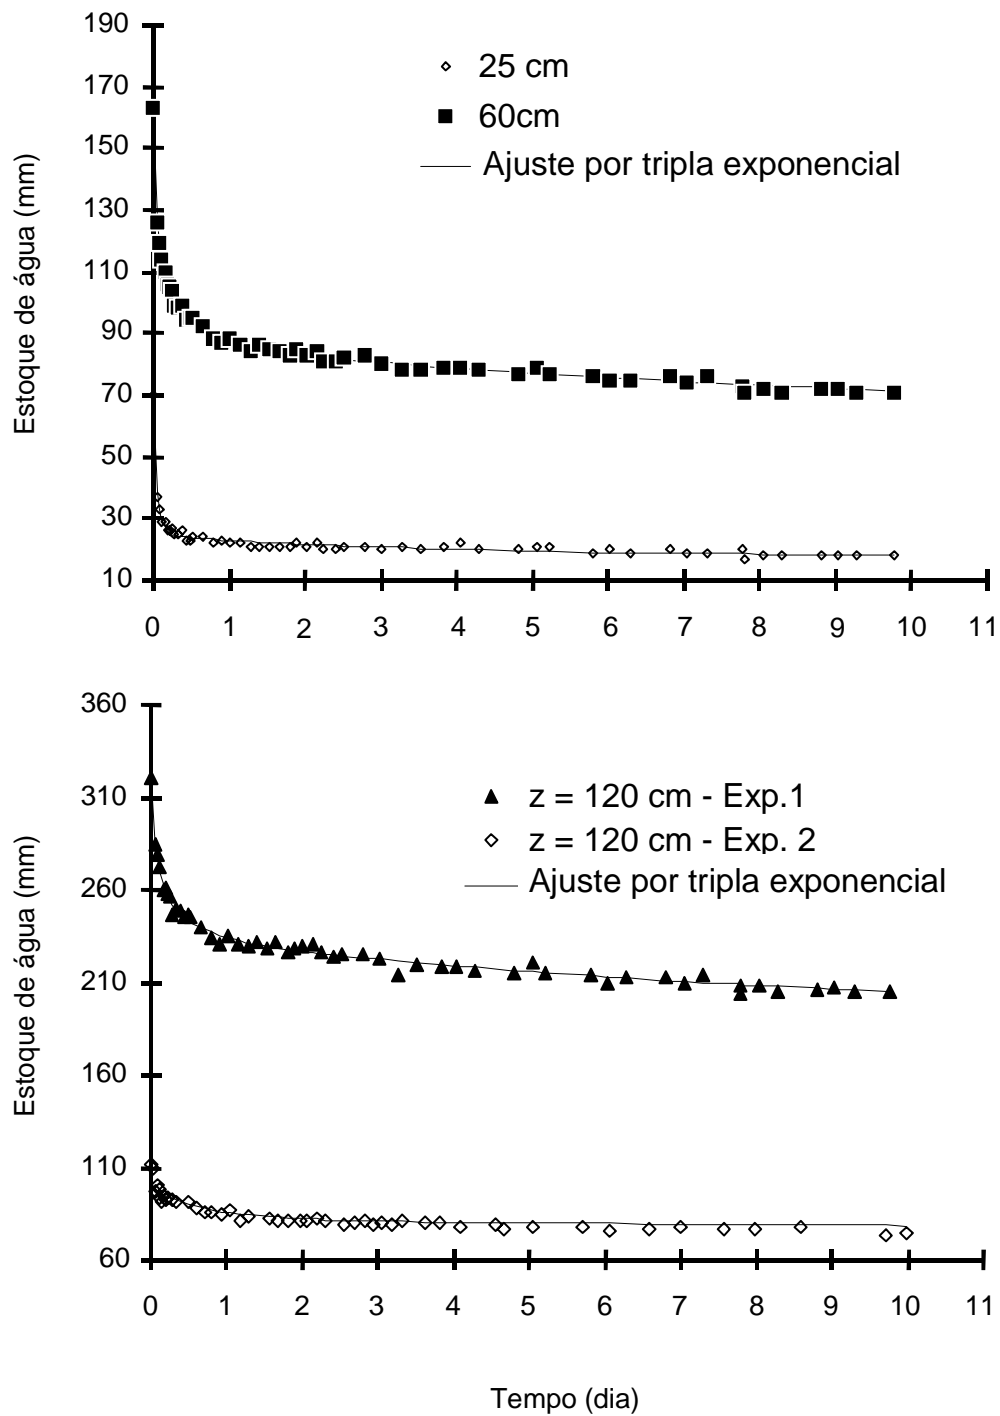 190
170
150
130
110
90
70
50
30
10
Estoque de água (mm)
25 cm
60cm
Ajuste por tripla exponencial
0 1 2 3 4 5 6 7 8 9 10 11
360
310
260
210
160
110
60
Estoque de água (mm)
z = 120 cm - Exp.1
z = 120 cm - Exp. 2
Ajuste por tripla exponencial
0 1 2 3 4 5 6 7 8 9 10 11
Tempo (dia)